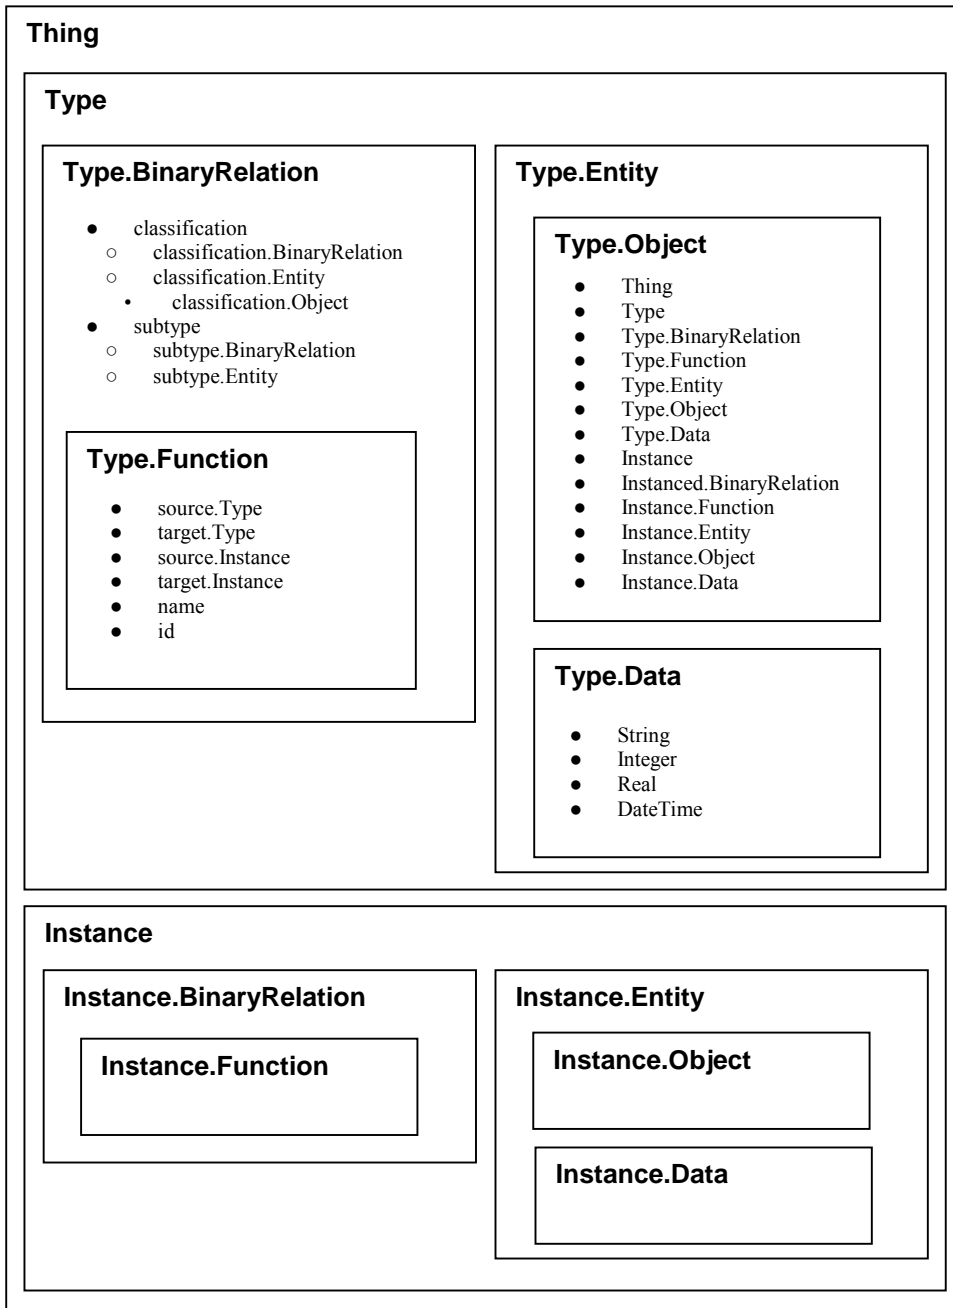 Thing
Type
Type.BinaryRelation
● classification
○ classification.BinaryRelation
○ classification.Entity
• classification.Object
● subtype
○ subtype.BinaryRelation
○ subtype.Entity
Type.Function
● source.Type
● target.Type
● source.Instance
● target.Instance
● name
● id
Type.Entity
Type.Object
● Thing
● Type
● Type.BinaryRelation
● Type.Function
● Type.Entity
● Type.Object
● Type.Data
● Instance
● Instanced.BinaryRelation
● Instance.Function
● Instance.Entity
● Instance.Object
● Instance.Data
Type.Data
● String
● Integer
● Real
● DateTime
Instance
Instance.BinaryRelation
Instance.Function
Instance.Entity
Instance.Object
Instance.Data